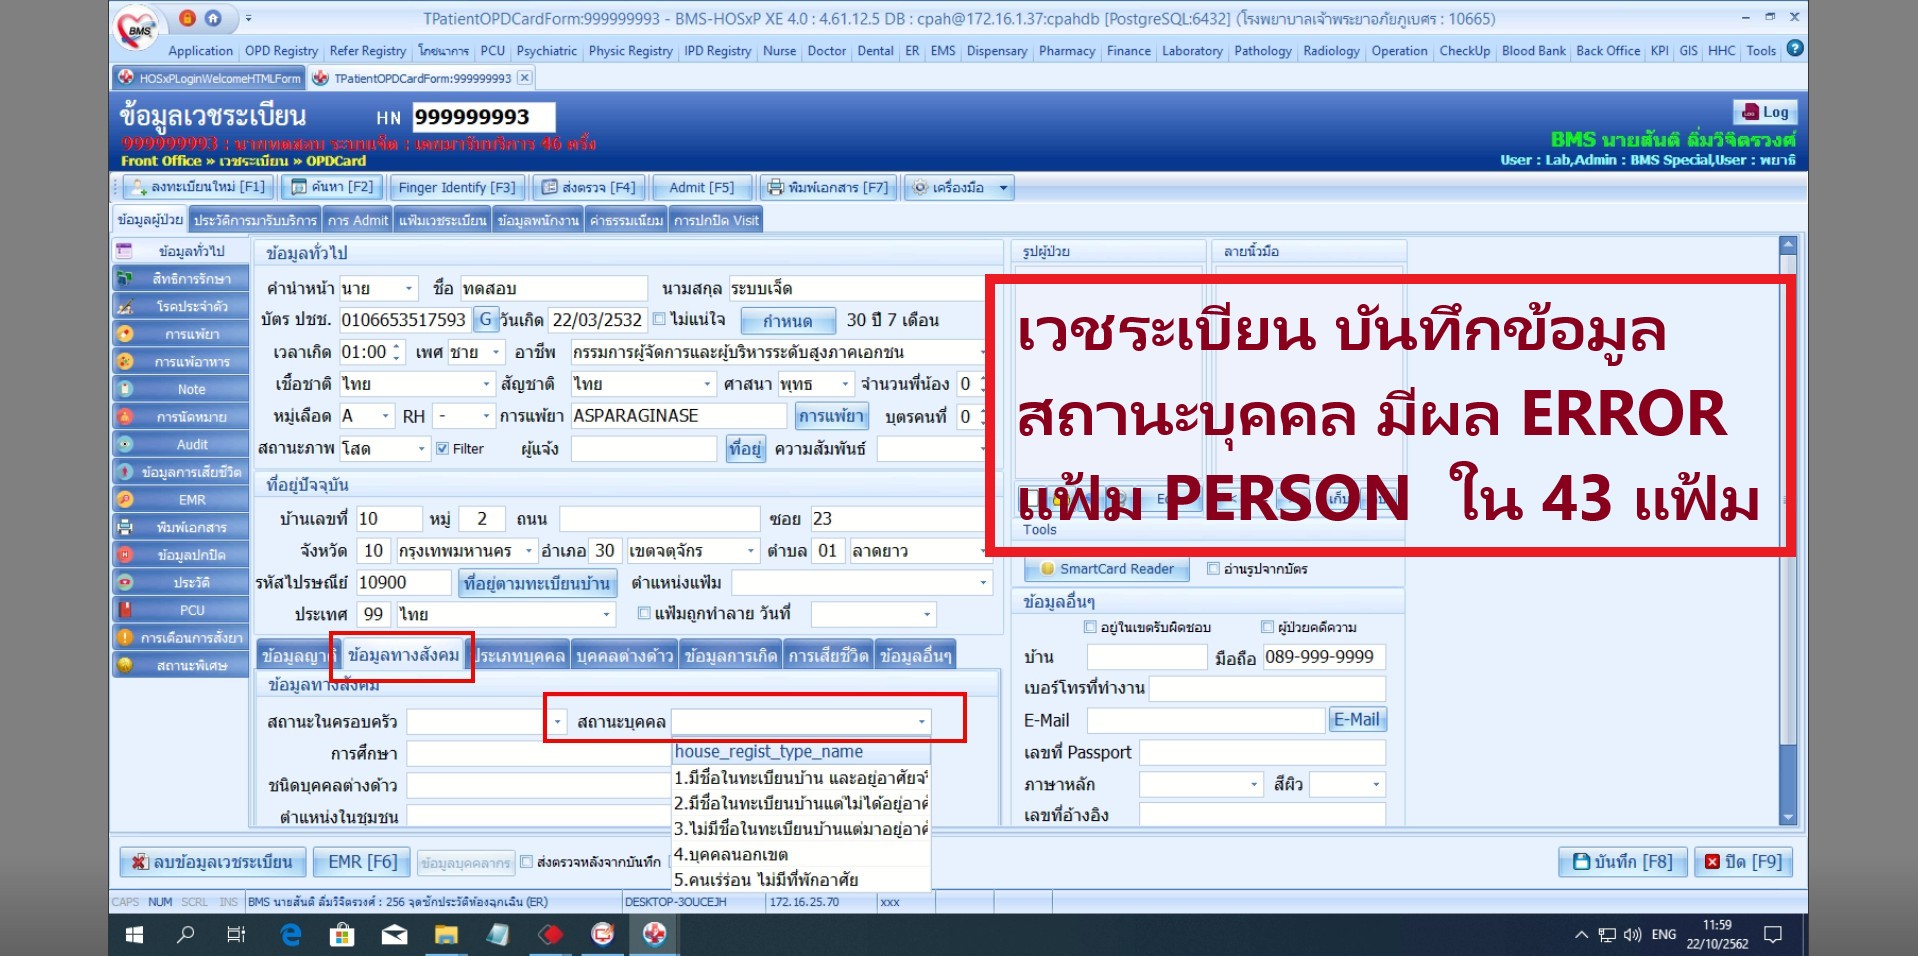 TPatientOPDCardForm:999999993 - BMS-HOSxP XE 4.0 : 4.61.12.5 DB : cpah@172.16.1.37:cpahdb [PostgreSQL:6432] (โรงพยาบาลเจ้าพระยาอภัยภูเบศร : 10665)
BMS
Application OPD Registry Refer Registry โภชนาการ PCU Psychiatric Physic Registry IPD Registry Nurse Doctor Dental ER EMS Dispensary Pharmacy Finance Laboratory Pathology Radiology Operation CheckUp Blood Bank Back Office KPI GIS HHC Tools
HOSxPLoginWelcomeHTMLForm TPatientOPDCardForm:999999993
ข้อมูลเวชระเบียน HN 999999993 Log
999999993 : นายทดสอบ ระบบเจ็ด : เคยมารับบริการ 46 ครั้ง
BMS นายสันติ ลิ่มวิจิตรวงศ์
Front Office » เวชระเบียน » OPDCard
User : Lab,Admin : BMS Special,User : พยาธิ
ลงทะเบียนใหม่ [F1] ค้นหา [F2] Finger Identify [F3] ส่งตรวจ [F4] Admit [F5] พิมพ์เอกสาร [F7] เครื่องมือ
ข้อมูลผู้ป่วย ประวัติการมารับบริการ การ Admit แฟ้มเวชระเบียน ข้อมูลพนักงาน ค่าธรรมเนียม การปกปิด Visit
ข้อมูลทั่วไป
สิทธิการรักษา
โรคประจำตัว
การแพ้ยา
การแพ้อาหาร
Note
การนัดหมาย
Audit
ข้อมูลการเสียชีวิต
EMR
พิมพ์เอกสาร
ข้อมูลปกปิด
ประวัติ
PCU
การเตือนการสั่งยา
สถานะพิเศษ
ข้อมูลทั่วไป
คำนำหน้า นาย ชื่อ ทดสอบ นามสกุล ระบบเจ็ด
บัตร ปชช. 0106653517593 G วันเกิด 22/03/2532 ไม่แน่ใจ กำหนด 30 ปี 7 เดือน
เวลาเกิด 01:00 เพศ ชาย อาชีพ กรรมการผู้จัดการและผู้บริหารระดับสูงภาคเอกชน
เชื้อชาติ ไทย สัญชาติ ไทย ศาสนา พุทธ จำนวนพี่น้อง 0
หมู่เลือด A RH - การแพ้ยา ASPARAGINASE การแพ้ยา บุตรคนที่ 0
สถานะภาพ โสด Filter ผู้แจ้ง ที่อยู่ ความสัมพันธ์
ที่อยู่ปัจจุบัน
บ้านเลขที่ 10 หมู่ 2 ถนน ซอย 23
จังหวัด 10 กรุงเทพมหานคร อำเภอ 30 เขตจตุจักร ตำบล 01 ลาดยาว
รหัสไปรษณีย์ 10900 ที่อยู่ตามทะเบียนบ้าน ตำแหน่งแฟ้ม
ประเทศ 99 ไทย แฟ้มถูกทำลาย วันที่
ข้อมูลญาติ ข้อมูลทางสังคม ประเภทบุคคล บุคคลต่างด้าว ข้อมูลการเกิด การเสียชีวิต ข้อมูลอื่นๆ
ข้อมูลทางสังคม
สถานะในครอบครัว สถานะบุคคล
การศึกษา
ชนิดบุคคลต่างด้าว
ตำแหน่งในชุมชน
house_regist_type_name
1.มีชื่อในทะเบียนบ้าน และอยู่อาศัยจริ
2.มีชื่อในทะเบียนบ้านแต่ไม่ได้อยู่อาศั
3.ไม่มีชื่อในทะเบียนบ้านแต่มาอยู่อาศั
4.บุคคลนอกเขต
5.คนเร่ร่อน ไม่มีที่พักอาศัย
รูปผู้ป่วย ลายนิ้วมือ
เวชระเบียน บันทึกข้อมูล
สถานะบุคคล มีผล ERROR
แฟ้ม PERSON ใน 43 แฟ้ม
Tools
SmartCard Reader อ่านรูปจากบัตร
ข้อมูลอื่นๆ
อยู่ในเขตรับผิดชอบ ผู้ป่วยคดีความ
บ้าน มือถือ 089-999-9999
เบอร์โทรที่ทำงาน
E-Mail E-Mail
เลขที่ Passport
ภาษาหลัก สีผิว
เลขที่อ้างอิง
ลบข้อมูลเวชระเบียน EMR [F6] ข้อมูลบุคคลากร ส่งตรวจหลังจากบันทึก บันทึก [F8] ปิด [F9]
CAPS NUM SCRL INS BMS นายสันติ ลิ่มวิจิตรวงศ์ : 256 จุดซักประวัติห้องฉุกเฉิน (ER) DESKTOP-3OUCEJH 172.16.25.70 xxx
ENG 11:59
22/10/2562